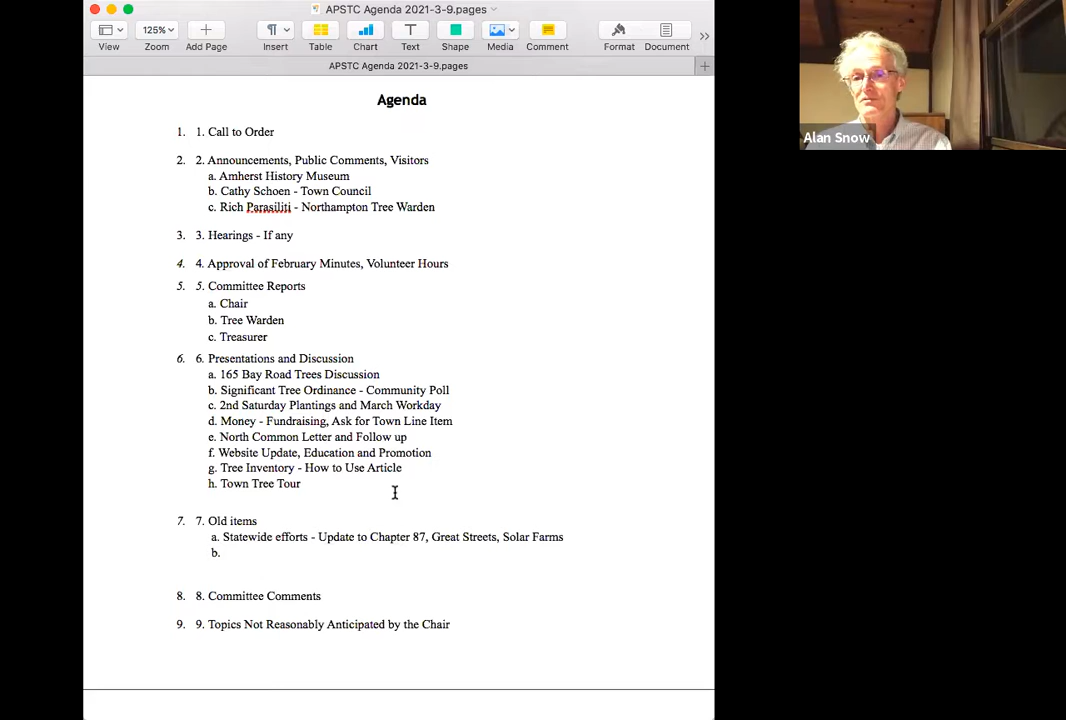 APSTC Agenda 2021-3-9.pages
125%
View
Zoom
Add Page
Insert
Table
Chart
Text
Shape
Media
Comment
Format
Document
APSTC Agenda 2021-3-9.pages
Agenda
1. 1. Call to Order
2. 2. Announcements, Public Comments, Visitors
a. Amherst History Museum
b. Cathy Schoen - Town Council
c. Rich Parasiliti - Northampton Tree Warden
3. 3. Hearings - If any
4. 4. Approval of February Minutes, Volunteer Hours
5. 5. Committee Reports
a. Chair
b. Tree Warden
c. Treasurer
6. 6. Presentations and Discussion
a. 165 Bay Road Trees Discussion
b. Significant Tree Ordinance - Community Poll
c. 2nd Saturday Plantings and March Workday
d. Money - Fundraising, Ask for Town Line Item
e. North Common Letter and Follow up
f. Website Update, Education and Promotion
g. Tree Inventory - How to Use Article
h. Town Tree Tour
7. 7. Old items
a. Statewide efforts - Update to Chapter 87, Great Streets, Solar Farms
b.
8. 8. Committee Comments
9. 9. Topics Not Reasonably Anticipated by the Chair
Alan Snow